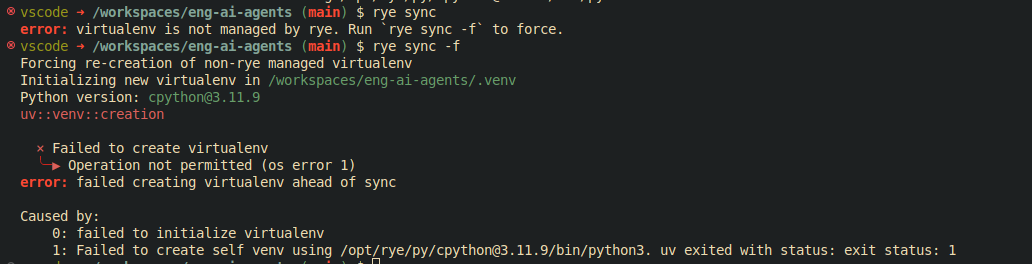 vscode ➜ /workspaces/eng-ai-agents (main) $ rye sync
error: virtualenv is not managed by rye. Run `rye sync -f` to force.
vscode ➜ /workspaces/eng-ai-agents (main) $ rye sync -f
Forcing re-creation of non-rye managed virtualenv
Initializing new virtualenv in /workspaces/eng-ai-agents/.venv
Python version: cpython@3.11.9
uv::venv::creation
× Failed to create virtualenv
╰─▶ Operation not permitted (os error 1)
error: failed creating virtualenv ahead of sync
Caused by:
0: failed to initialize virtualenv
1: Failed to create self venv using /opt/rye/py/cpython@3.11.9/bin/python3. uv exited with status: exit status: 1